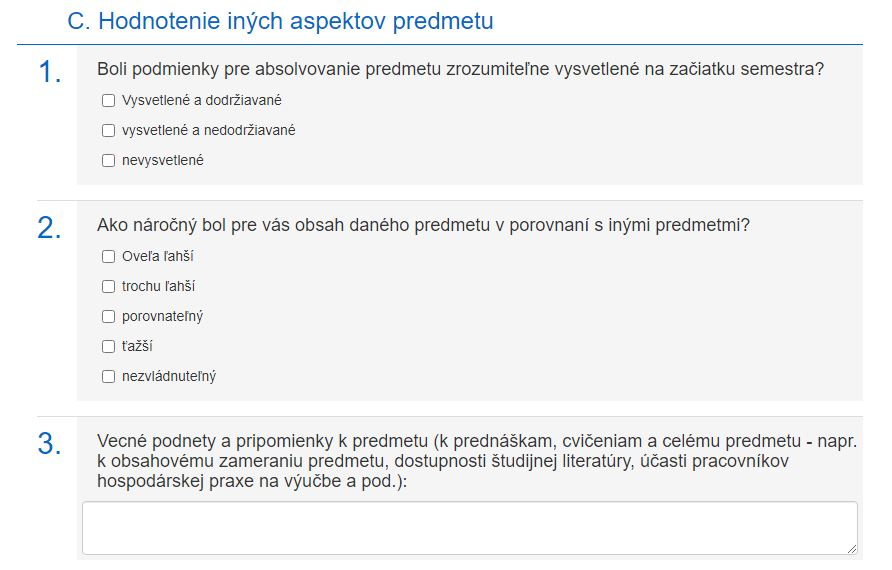 C. Hodnotenie iných aspektov predmetu
1. Boli podmienky pre absolvovanie predmetu zrozumiteľne vysvetlené na začiatku semestra?
Vysvetlené a dodržiavané
vysvetlené a nedodržiavané
nevysvetlené
2. Ako náročný bol pre vás obsah daného predmetu v porovnaní s inými predmetmi?
Oveľa ľahší
trochu ľahší
porovnateľný
ťažší
nezvládnuteľný
3. Vecné podnety a pripomienky k predmetu (k prednáškam, cvičeniam a celému predmetu - napr.
k obsahovému zameraniu predmetu, dostupnosti študijnej literatúry, účasti pracovníkov
hospodárskej praxe na výučbe a pod.):